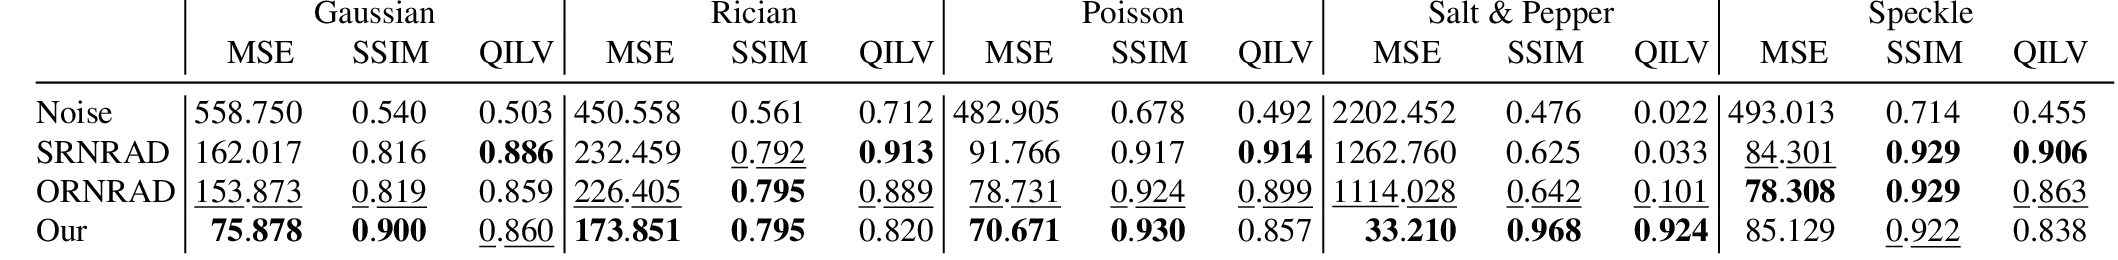 Gaussian Rician Poisson Salt & Pepper Speckle
MSE SSIM QILV MSE SSIM QILV MSE SSIM QILV MSE SSIM QILV MSE SSIM QILV
Noise 558.750 0.540 0.503 450.558 0.561 0.712 482.905 0.678 0.492 2202.452 0.476 0.022 493.013 0.714 0.455
SRNRAD 162.017 0.816 0.886 232.459 0.792 0.913 91.766 0.917 0.914 1262.760 0.625 0.033 84.301 0.929 0.906
ORNRAD 153.873 0.819 0.859 226.405 0.795 0.889 78.731 0.924 0.899 1114.028 0.642 0.101 78.308 0.929 0.863
Our 75.878 0.900 0.860 173.851 0.795 0.820 70.671 0.930 0.857 33.210 0.968 0.924 85.129 0.922 0.838